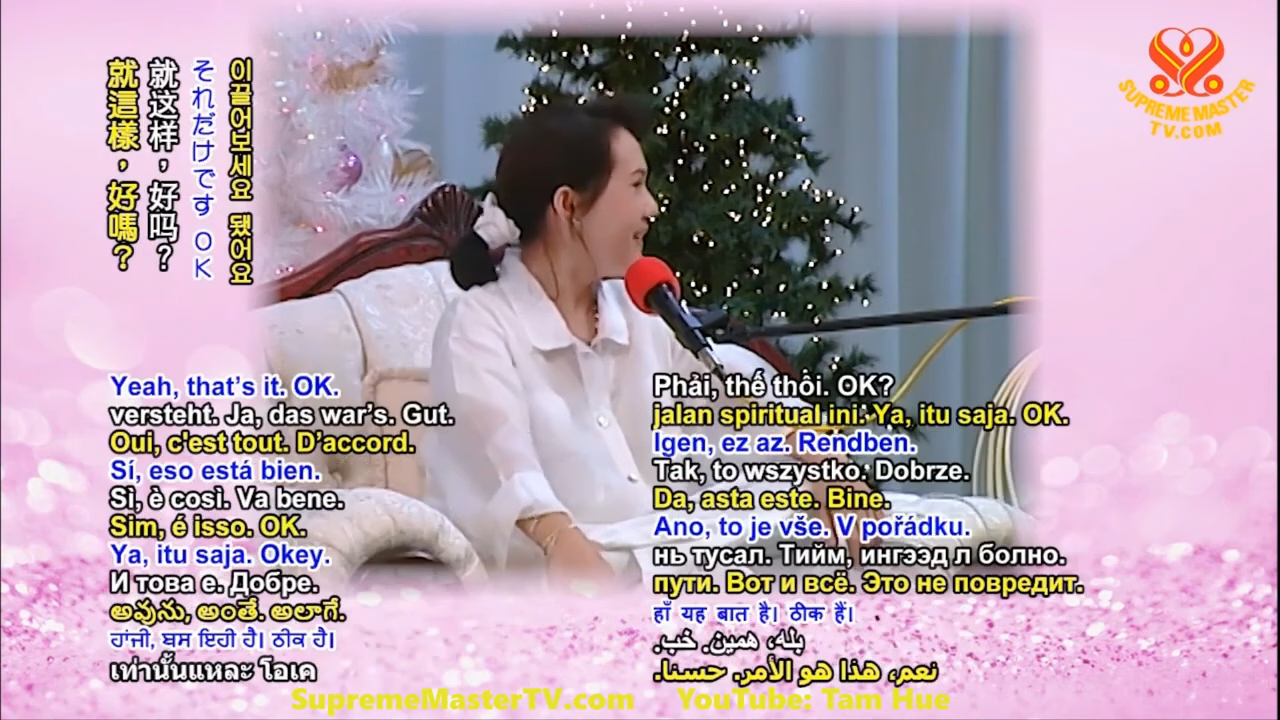 이끌어보세요 됐어요
それだけです OK
就这样，好吗？
就這樣，好嗎？
SUPREME MASTER
TV.COM
Yeah, that's it. OK.
versteht. Ja, das war's. Gut.
Oui, c'est tout. D'accord.
Sí, eso está bien.
Sì, è così. Va bene.
Sim, é isso. OK.
Ya, itu saja. Okey.
И това е. Добре.
అవును, అంతే. అలాగే.
ਹਾਂਜੀ, ਬਸ ਇਹੀ ਹੈ। ਠੀਕ ਹੈ।
เท่านั้นแหละ โอเค
Phải, thế thôi. OK?
jalan spiritual ini. Ya, itu saja. OK.
Igen, ez az. Rendben.
Tak, to wszystko. Dobrze.
Da, asta este. Bine.
Ano, to je vše. V pořádku.
нь тусал. Тийм, ингээд л болно.
пути. Вот и всё. Это не повредит.
हाँ यह बात है। ठीक हैं।
بله، همین. خب.
نعم، هذا هو الأمر. حسنا.
SupremeMasterTV.com YouTube: Tam Hue